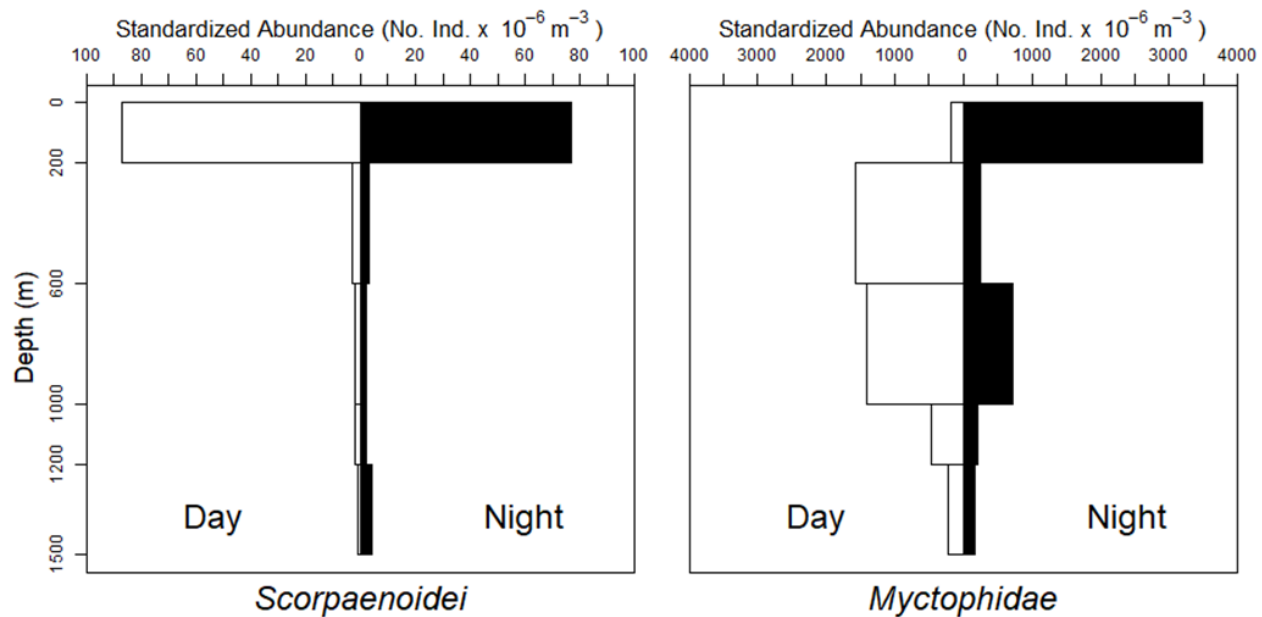 Standardized Abundance (No. Ind. x 10⁻⁶ m⁻³ )
100 80 60 40 20 0 20 40 60 80 100
Depth (m)
0
200
600
1000
1200
1500
Day
Night
Scorpaenoidei
Standardized Abundance (No. Ind. x 10⁻⁶ m⁻³ )
4000 3000 2000 1000 0 1000 2000 3000 4000
Day
Night
Myctophidae